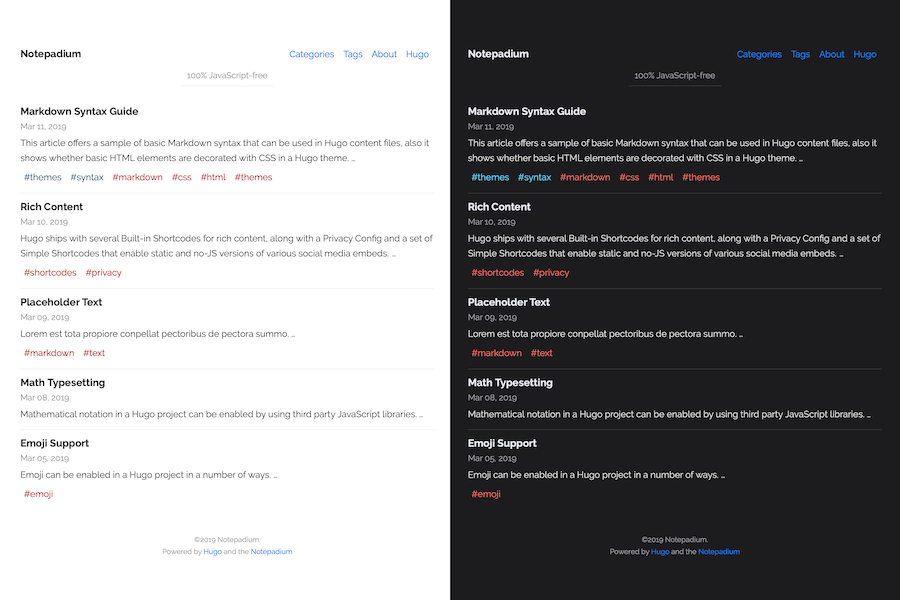 Notepadium
Categories Tags About Hugo
100% JavaScript-free
Markdown Syntax Guide
Mar 11, 2019
This article offers a sample of basic Markdown syntax that can be used in Hugo content files, also it
shows whether basic HTML elements are decorated with CSS in a Hugo theme. …
#themes #syntax #markdown #css #html #themes
Rich Content
Mar 10, 2019
Hugo ships with several Built-in Shortcodes for rich content, along with a Privacy Config and a set of
Simple Shortcodes that enable static and no-JS versions of various social media embeds. …
#shortcodes #privacy
Placeholder Text
Mar 09, 2019
Lorem est tota propiore conpellat pectoribus de pectora summo. …
#markdown #text
Math Typesetting
Mar 08, 2019
Mathematical notation in a Hugo project can be enabled by using third party JavaScript libraries. …
Emoji Support
Mar 05, 2019
Emoji can be enabled in a Hugo project in a number of ways. …
#emoji
©2019 Notepadium.
Powered by Hugo and the Notepadium
Notepadium
Categories Tags About Hugo
100% JavaScript-free
Markdown Syntax Guide
Mar 11, 2019
This article offers a sample of basic Markdown syntax that can be used in Hugo content files, also it
shows whether basic HTML elements are decorated with CSS in a Hugo theme. …
#themes #syntax #markdown #css #html #themes
Rich Content
Mar 10, 2019
Hugo ships with several Built-in Shortcodes for rich content, along with a Privacy Config and a set of
Simple Shortcodes that enable static and no-JS versions of various social media embeds. …
#shortcodes #privacy
Placeholder Text
Mar 09, 2019
Lorem est tota propiore conpellat pectoribus de pectora summo. …
#markdown #text
Math Typesetting
Mar 08, 2019
Mathematical notation in a Hugo project can be enabled by using third party JavaScript libraries. …
Emoji Support
Mar 05, 2019
Emoji can be enabled in a Hugo project in a number of ways. …
#emoji
©2019 Notepadium.
Powered by Hugo and the Notepadium